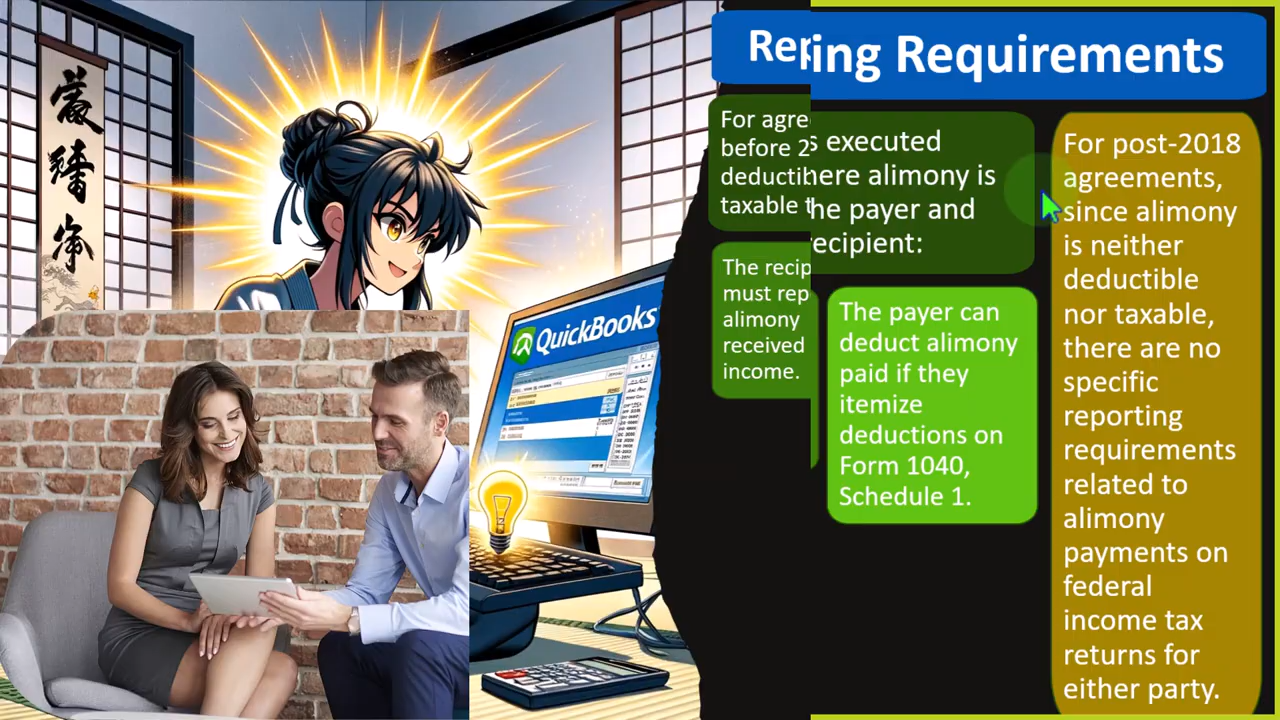 Rep
ing Requirements
For agre
before 2
deductib
taxable t
s executed
here alimony is
he payer and
recipient:
The recip
must rep
alimony
received
income.
The payer can
deduct alimony
paid if they
itemize
deductions on
Form 1040,
Schedule 1.
For post-2018
agreements,
since alimony
is neither
deductible
nor taxable,
there are no
specific
reporting
requirements
related to
alimony
payments on
federal
income tax
returns for
either party.
QuickBooks